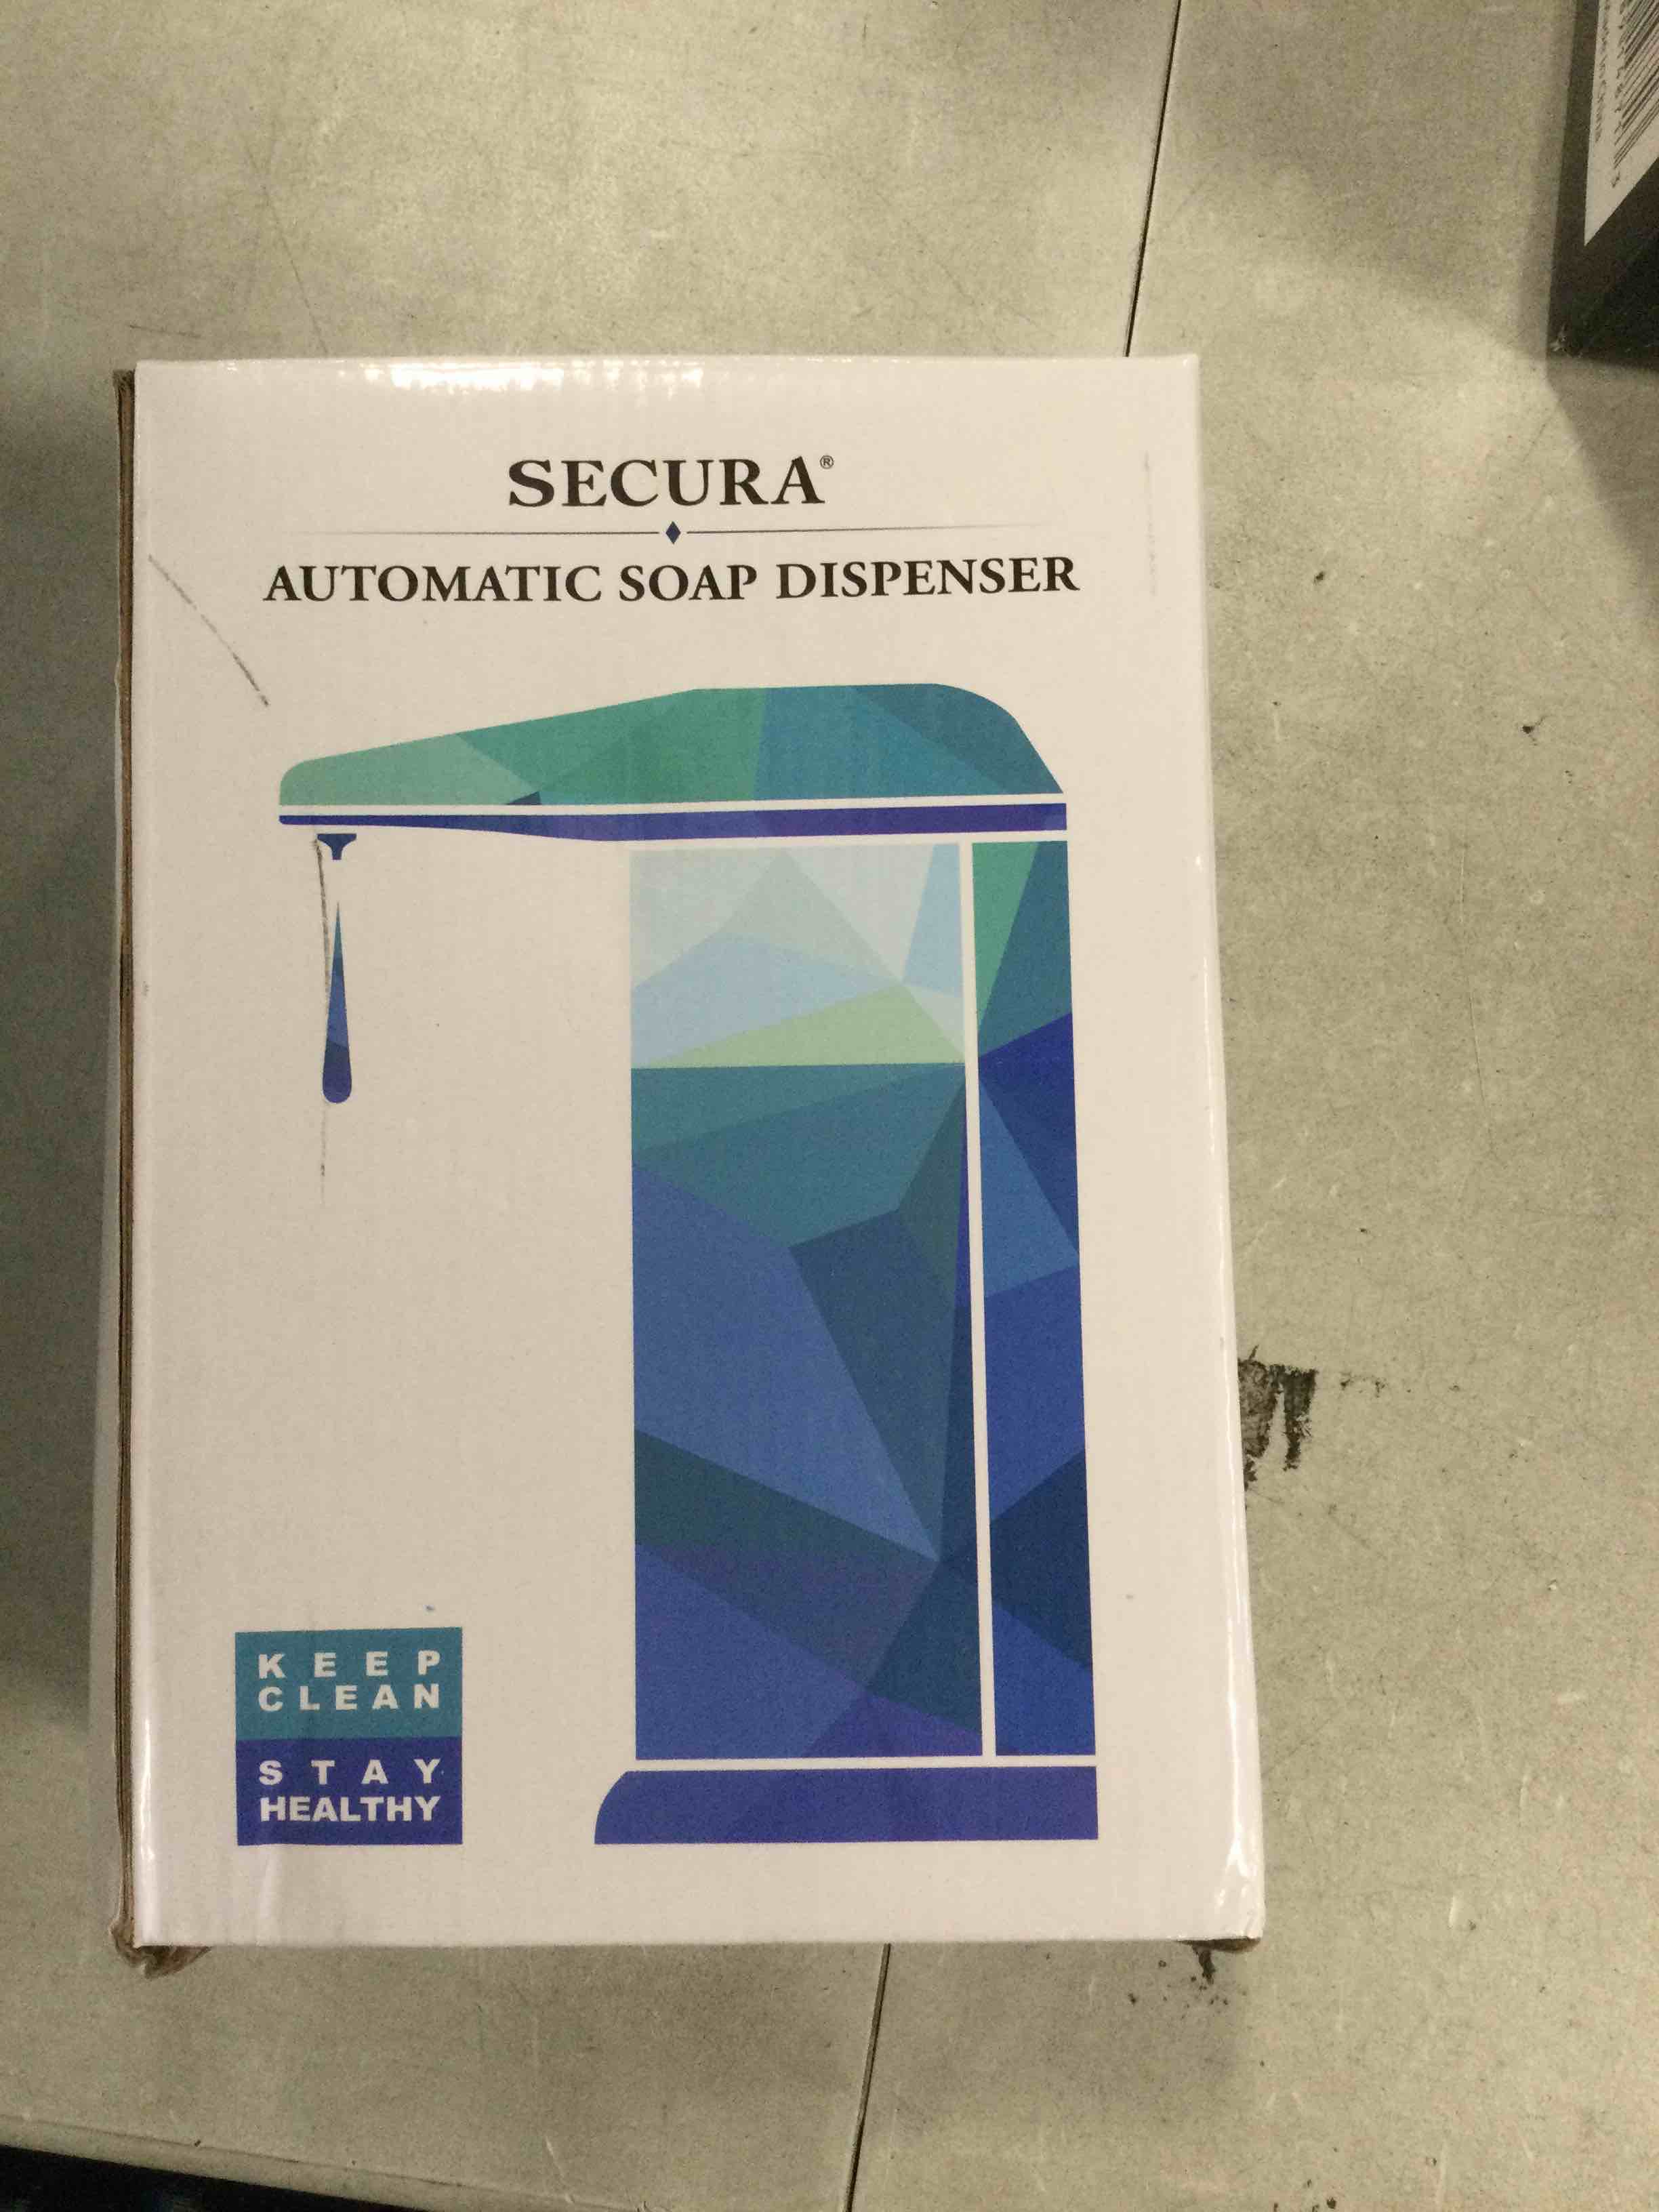 SECURA®
AUTOMATIC SOAP DISPENSER
KEEP
CLEAN
STAY
HEALTHY